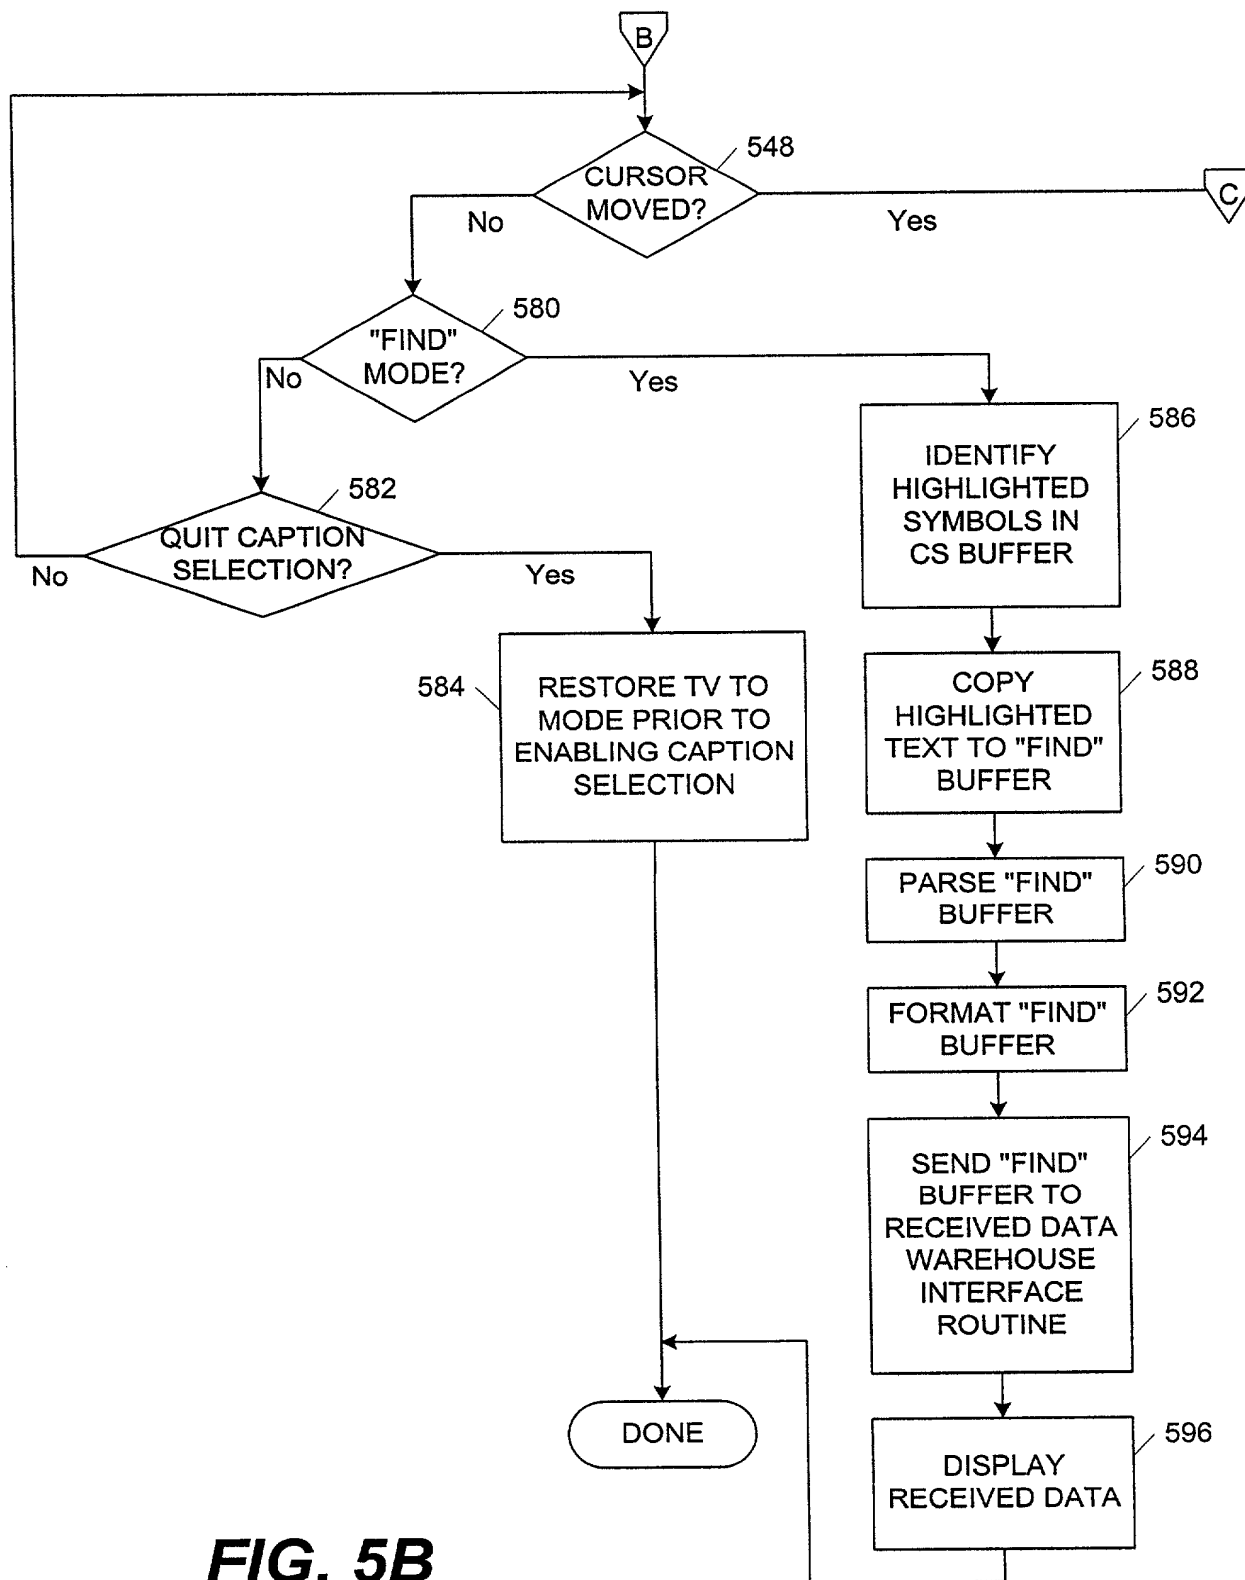 B
548
CURSOR
MOVED?
No
Yes
C
580
"FIND"
MODE?
No
Yes
586
IDENTIFY
HIGHLIGHTED
SYMBOLS IN
CS BUFFER
582
QUIT CAPTION
SELECTION?
No
Yes
584
RESTORE TV TO
MODE PRIOR TO
ENABLING CAPTION
SELECTION
588
COPY
HIGHLIGHTED
TEXT TO "FIND"
BUFFER
590
PARSE "FIND"
BUFFER
592
FORMAT "FIND"
BUFFER
594
SEND "FIND"
BUFFER TO
RECEIVED DATA
WAREHOUSE
INTERFACE
ROUTINE
DONE
596
DISPLAY
RECEIVED DATA
FIG. 5B